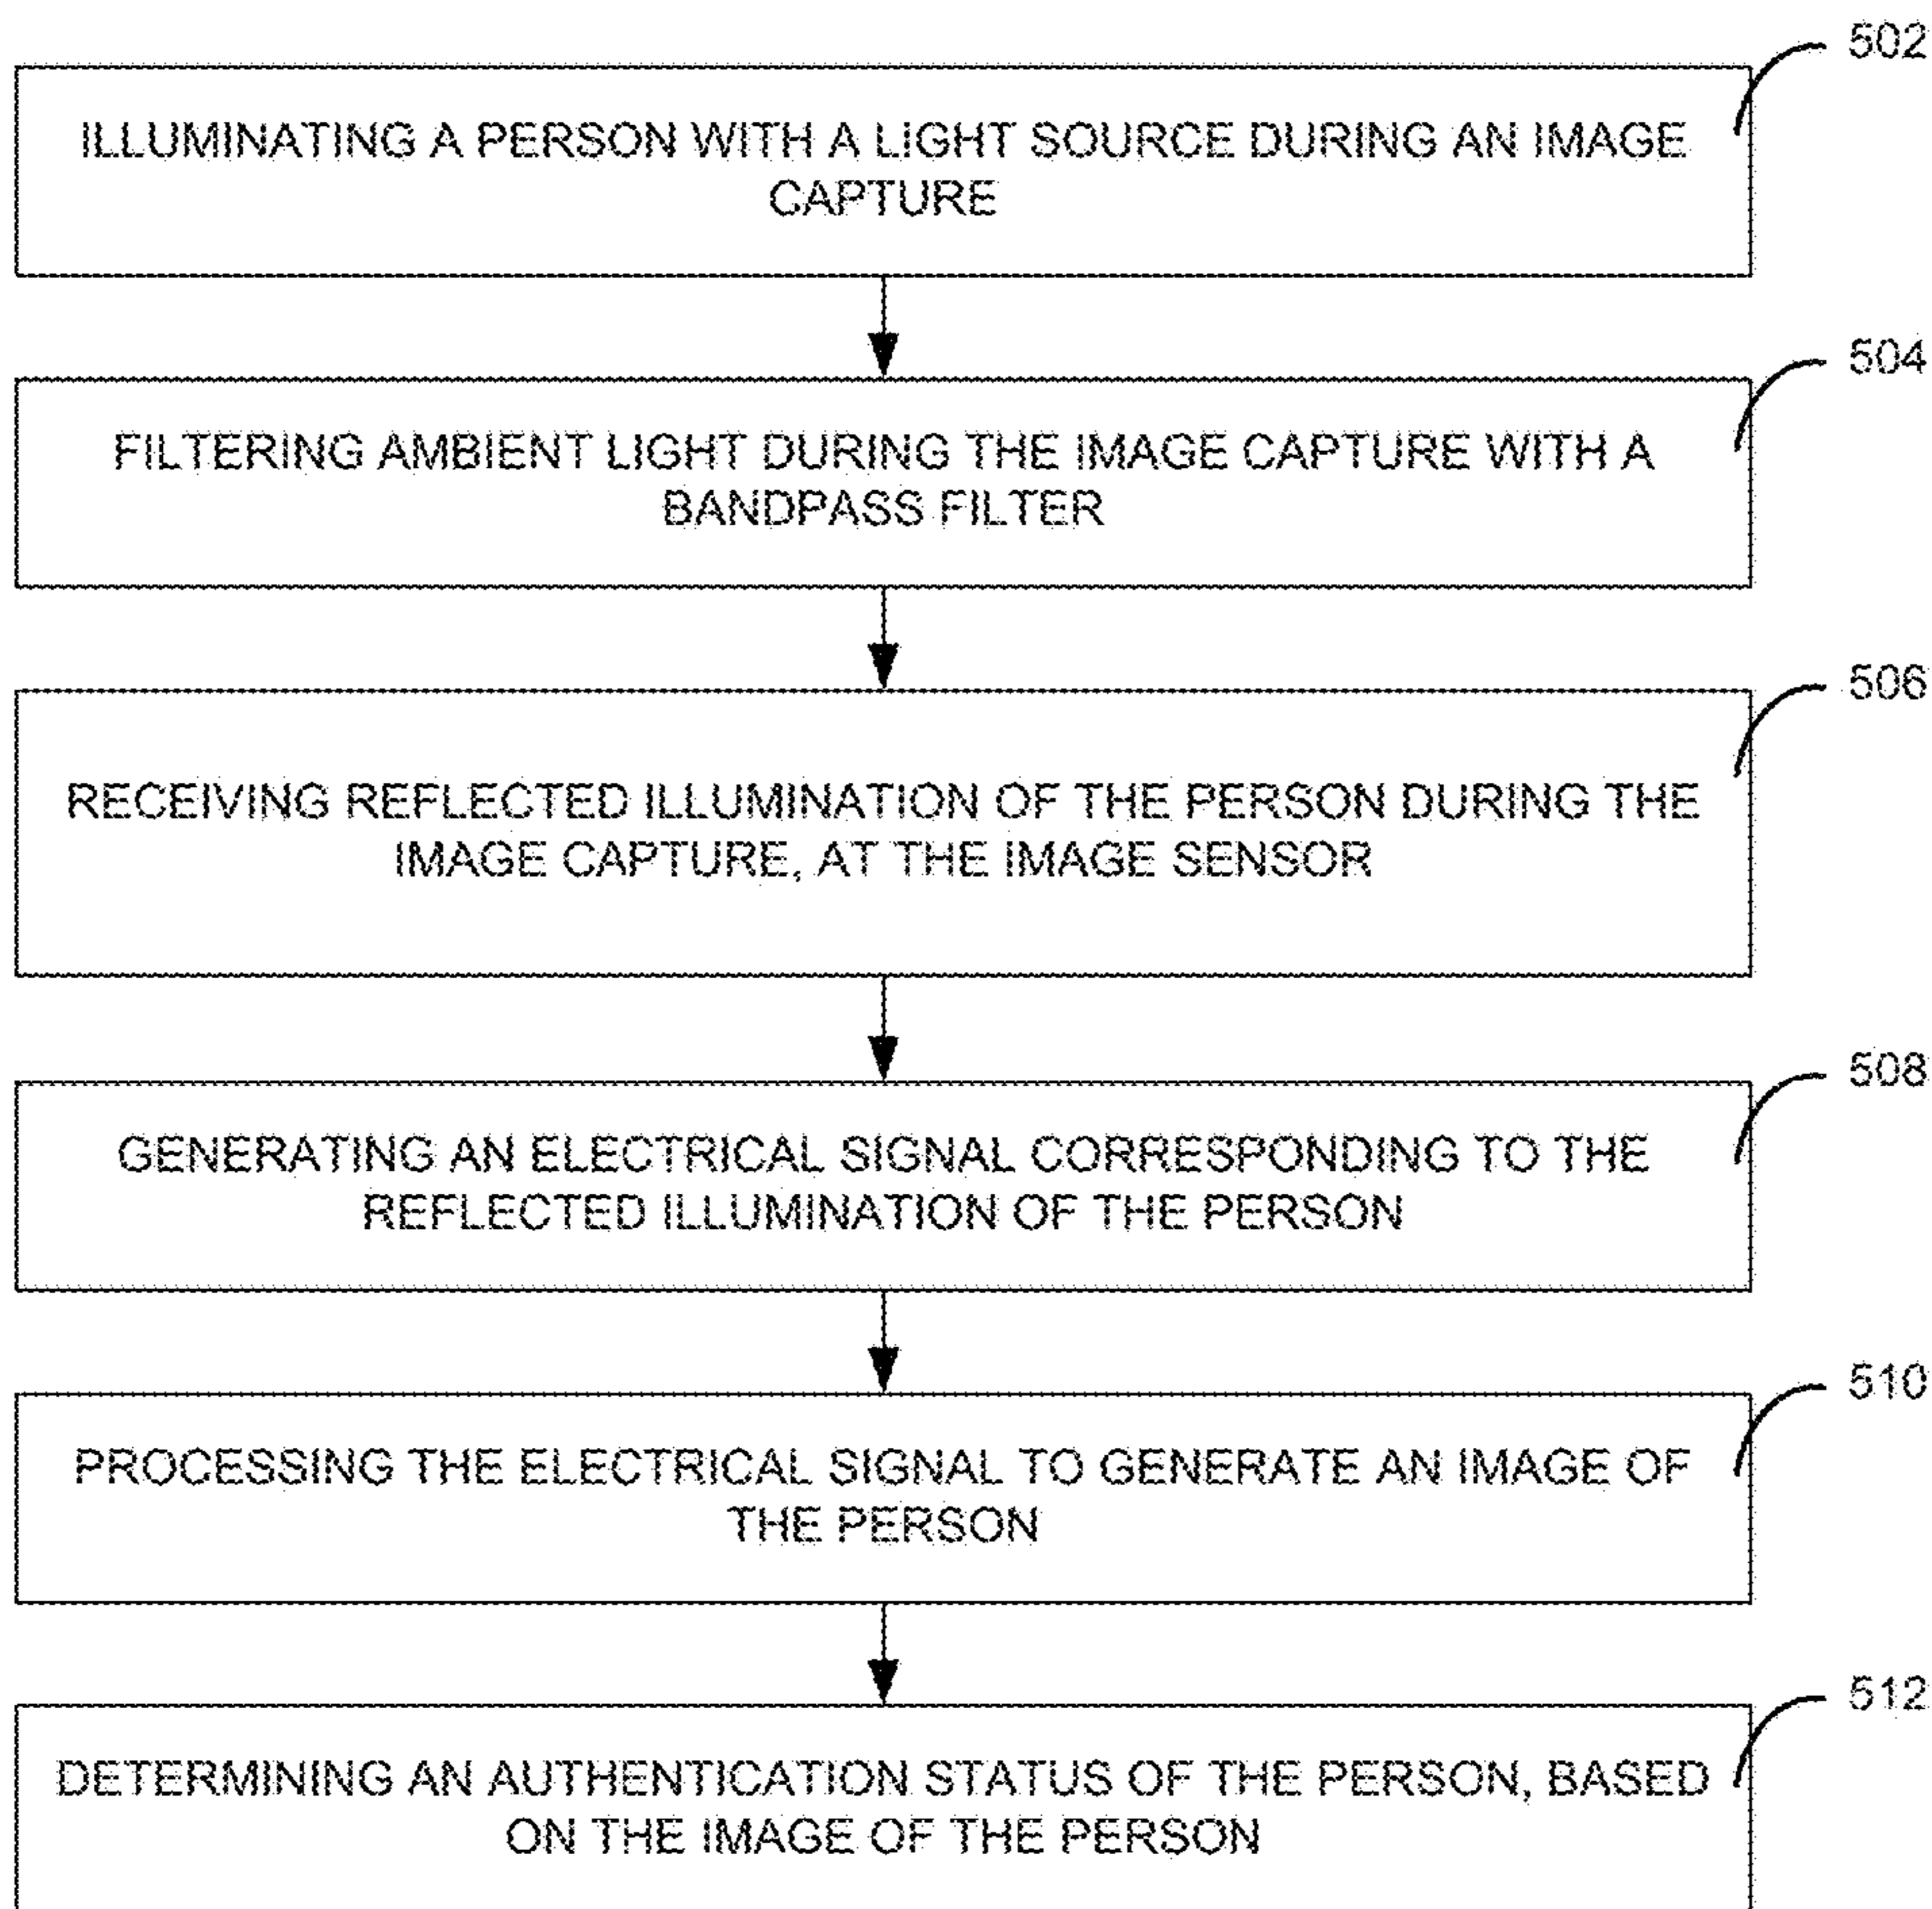 502
ILLUMINATING A PERSON WITH A LIGHT SOURCE DURING AN IMAGE
CAPTURE
504
FILTERING AMBIENT LIGHT DURING THE IMAGE CAPTURE WITH A
BANDPASS FILTER
506
RECEIVING REFLECTED ILLUMINATION OF THE PERSON DURING THE
IMAGE CAPTURE, AT THE IMAGE SENSOR
508
GENERATING AN ELECTRICAL SIGNAL CORRESPONDING TO THE
REFLECTED ILLUMINATION OF THE PERSON
510
PROCESSING THE ELECTRICAL SIGNAL TO GENERATE AN IMAGE OF
THE PERSON
512
DETERMINING AN AUTHENTICATION STATUS OF THE PERSON, BASED
ON THE IMAGE OF THE PERSON